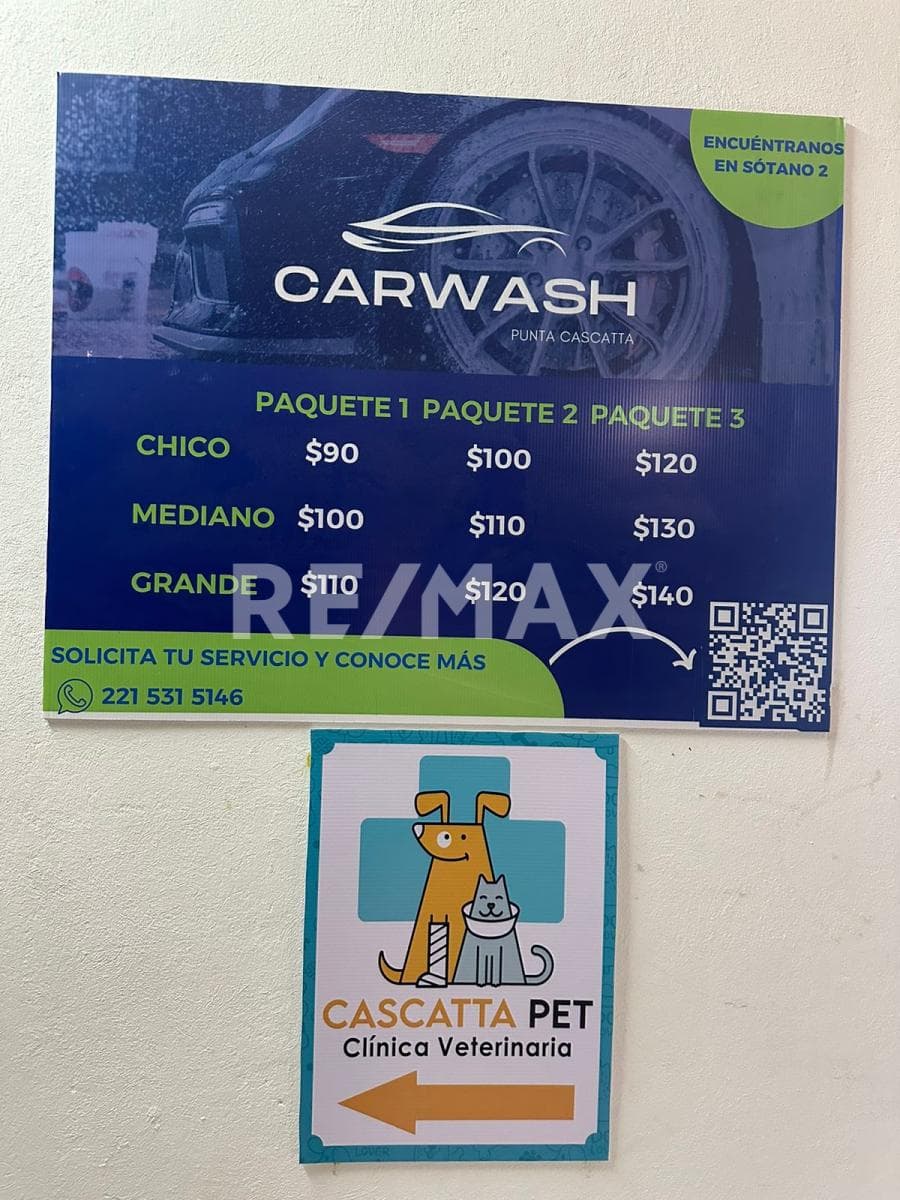 ENCUÉNTRANOS
EN SÓTANO 2
CARWASH
PUNTA CASCATTA
PAQUETE 1 PAQUETE 2 PAQUETE 3
CHICO $90 $100 $120
MEDIANO $100 $110 $130
GRANDE $110 $120 $140
RE/MAX®
SOLICITA TU SERVICIO Y CONOCE MÁS
221 531 5146
CASCATTA PET
Clínica Veterinaria
LOVER